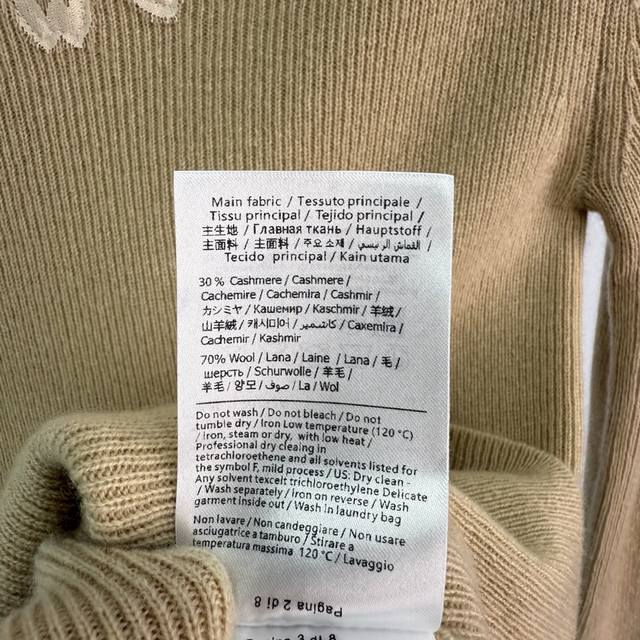 Main fabric / Tessuto principale /
Tissu principal / Tejido principal /
主生地 / Главная ткань / Hauptstoff /
主面料 / 主面料 / 주요 소재 / القماش الرئيسي /
Tecido principal / Kain utama
30 % Cashmere / Cashmere /
Cachemire / Cachemira / Cashmir /
カシミヤ / Кашемир / Kaschmir / 羊绒/
山羊絨 / 캐시미어 / كاشمير / Caxemira /
Cachemir / Kashmir
70% Wool / Lana / Laine / Lana / 毛 /
шерсть / Schurwolle / 羊毛 /
羊毛 / 양모 / صوف / La / Wol
Do not wash / Do not bleach / Do not
tumble dry / Iron Low temperature (120 °C)
/ iron, steam or dry, with low heat /
Professional dry clealng in
tetrachloroethene and all solvents listed for
the symbol F, mild process / US: Dry clean -
Any solvent texcelt trichloroethylene Delicate
/ Wash separately / Iron on reverse / Wash
garment inside out / Wash in laundry bag
Non lavare / Non candeggiare / Non usare
asciugatrice a tamburo / Stirare a
temperatura massima 120 °C / Lavaggio
Pagina 2 di 8